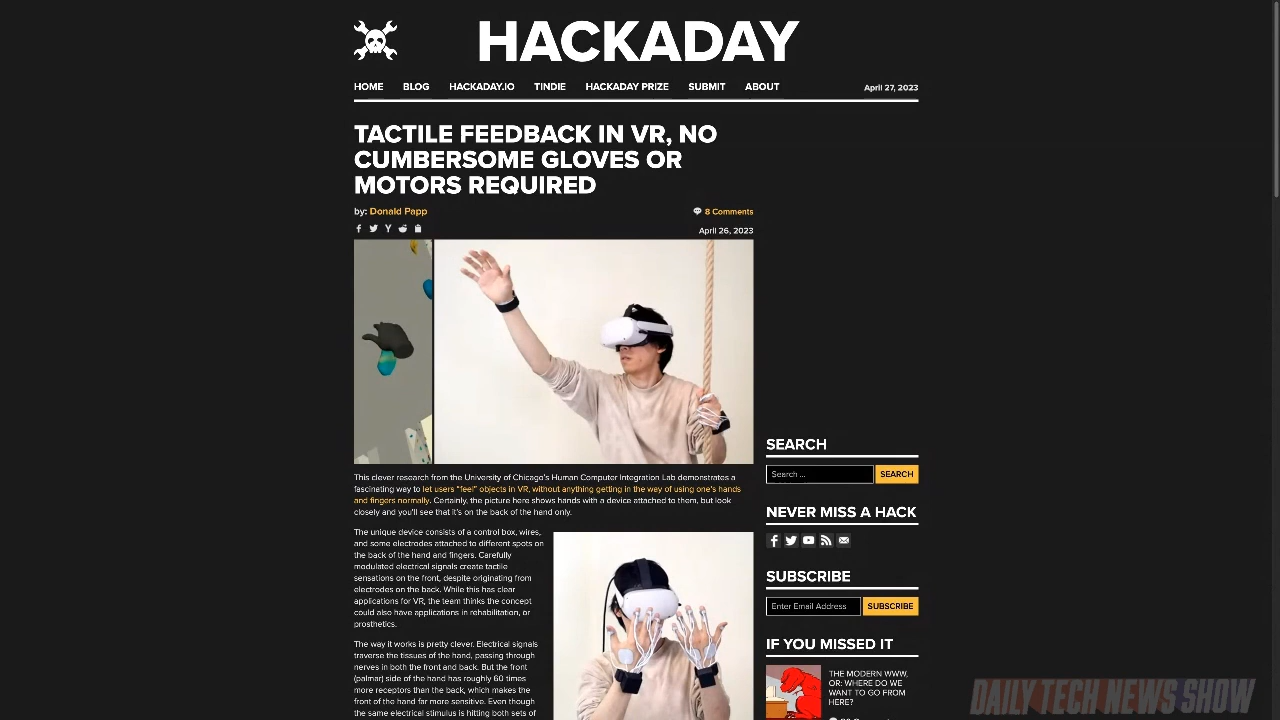 HACKADAY
HOME BLOG HACKADAY.IO TINDIE HACKADAY PRIZE SUBMIT ABOUT April 27, 2023
TACTILE FEEDBACK IN VR, NO
CUMBERSOME GLOVES OR
MOTORS REQUIRED
by: Donald Papp
8 Comments
April 26, 2023
This clever research from the University of Chicago's Human Computer Integration Lab demonstrates a
fascinating way to let users "feel" objects in VR, without anything getting in the way of using one's hands
and fingers normally. Certainly, the picture here shows hands with a device attached to them, but look
closely and you'll see that it's on the back of the hand only.
The unique device consists of a control box, wires,
and some electrodes attached to different spots on
the back of the hand and fingers. Carefully
modulated electrical signals create tactile
sensations on the front, despite originating from
electrodes on the back. While this has clear
applications for VR, the team thinks the concept
could also have applications in rehabilitation, or
prosthetics.
The way it works is pretty clever. Electrical signals
traverse the tissues of the hand, passing through
nerves in both the front and back. But the front
(palmar) side of the hand has roughly 60 times
more receptors than the back, which makes the
front of the hand far more sensitive. Even though
the same electrical stimulus is hitting both sets of
SEARCH
Search ... SEARCH
NEVER MISS A HACK
SUBSCRIBE
Enter Email Address SUBSCRIBE
IF YOU MISSED IT
THE MODERN WWW,
OR: WHERE DO WE
WANT TO GO FROM
HERE?
DAILY TECH NEWS SHOW